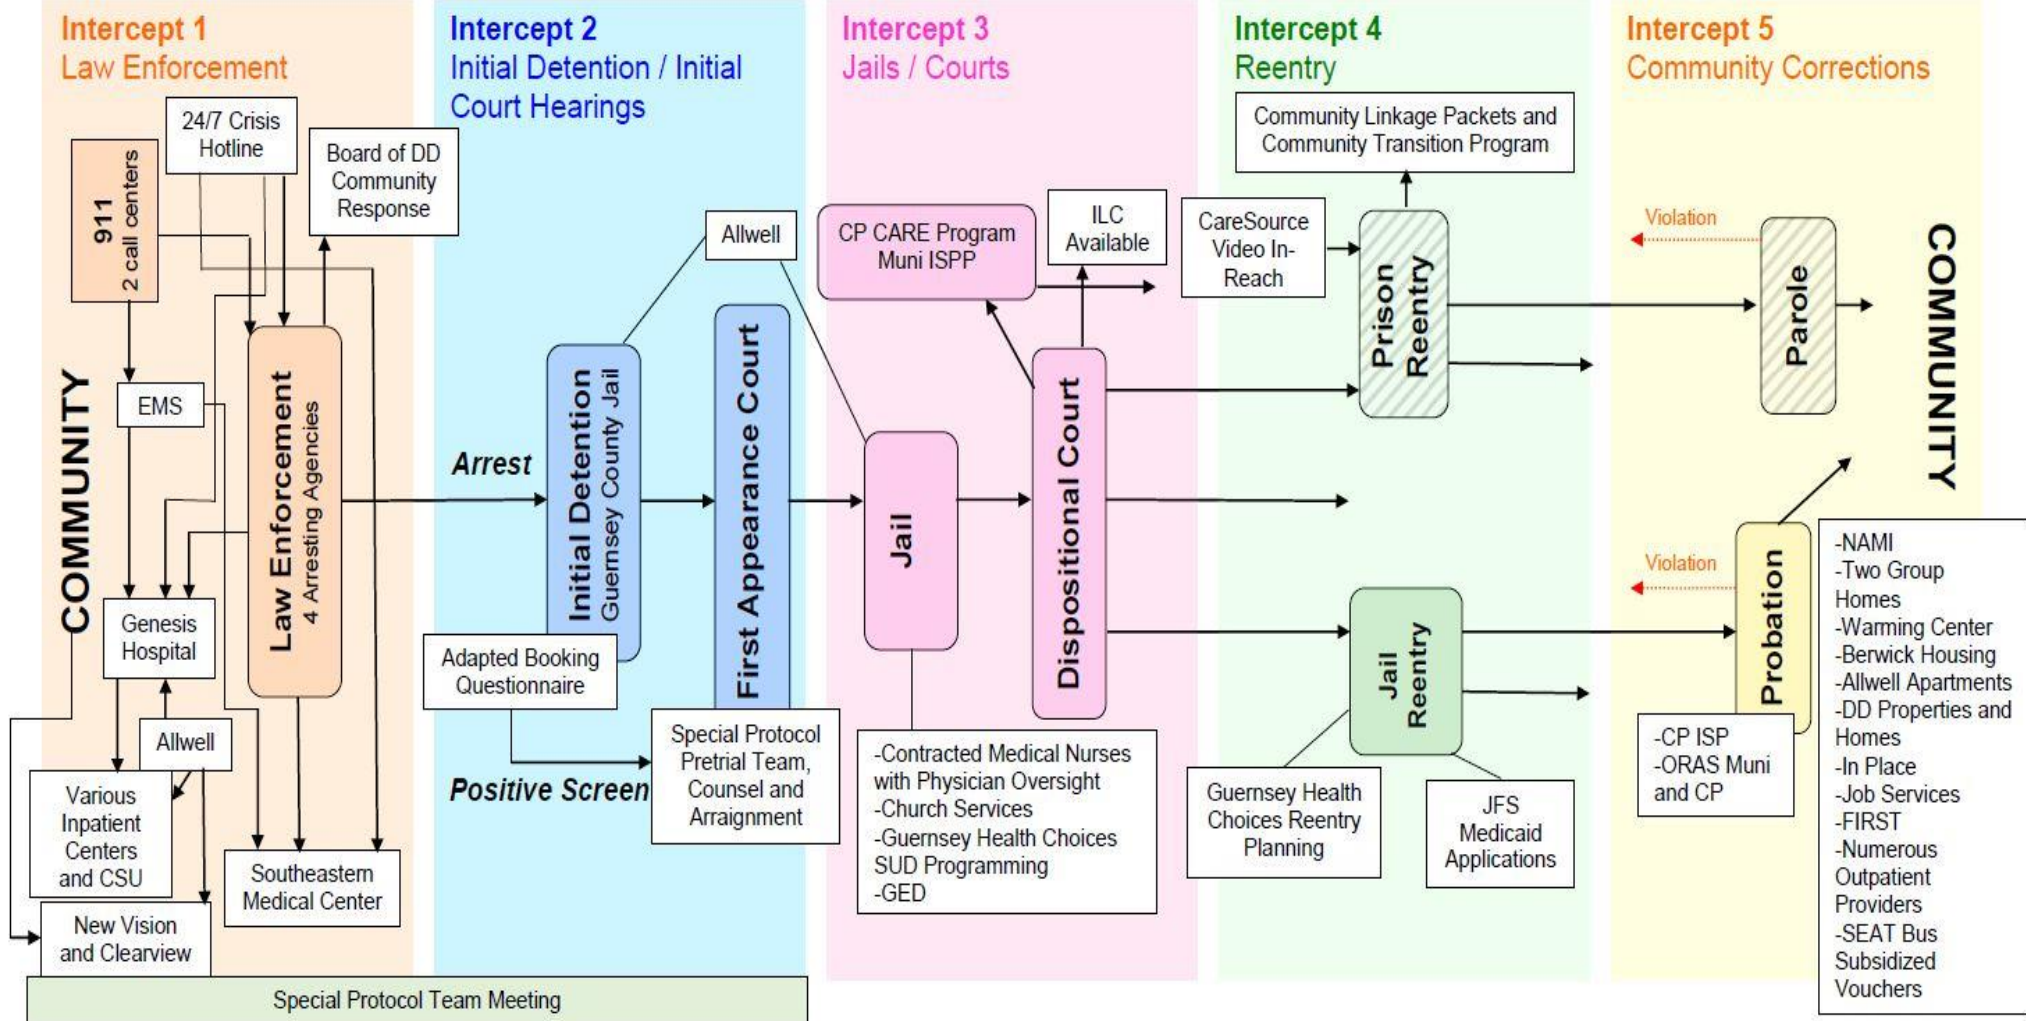 Intercept 1
Law Enforcement
911
2 call centers
24/7 Crisis
Hotline
Board of DD
Community
Response
EMS
COMMUNITY
Law Enforcement
4 Arresting Agencies
Genesis
Hospital
Allwell
Various
Inpatient
Centers
and CSU
Southeastern
Medical Center
New Vision
and Clearview
Special Protocol Team Meeting
Intercept 2
Initial Detention / Initial
Court Hearings
Allwell
Arrest
Initial Detention
Guernsey County Jail
First Appearance Court
Adapted Booking
Questionnaire
Positive Screen
Special Protocol
Pretrial Team,
Counsel and
Arraignment
Intercept 3
Jails / Courts
CP CARE Program
Muni ISPP
ILC
Available
Jail
Dispositional Court
-Contracted Medical Nurses
with Physician Oversight
-Church Services
-Guernsey Health Choices
SUD Programming
-GED
Intercept 4
Reentry
Community Linkage Packets and
Community Transition Program
CareSource
Video In-
Reach
Prison
Reentry
Jail
Reentry
Guernsey Health
Choices Reentry
Planning
JFS
Medicaid
Applications
Intercept 5
Community Corrections
Violation
Parole
COMMUNITY
Violation
Probation
-CP ISP
-ORAS Muni
and CP
-NAMI
-Two Group
Homes
-Warming Center
-Berwick Housing
-Allwell Apartments
-DD Properties and
Homes
-In Place
-Job Services
-FIRST
-Numerous
Outpatient
Providers
-SEAT Bus
Subsidized
Vouchers